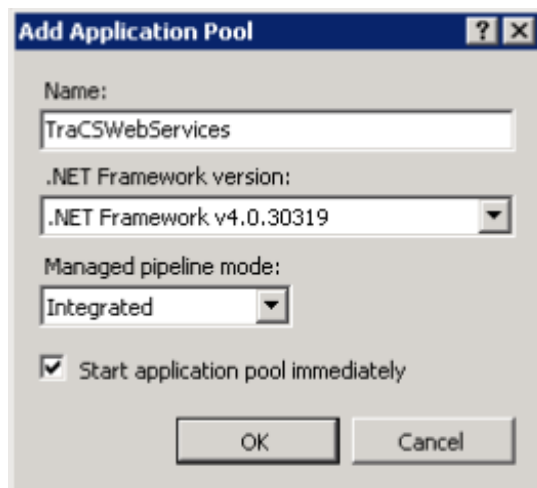 Add Application Pool
Name:
TraCSWebServices
.NET Framework version:
.NET Framework v4.0.30319
Managed pipeline mode:
Integrated
Start application pool immediately
OK Cancel